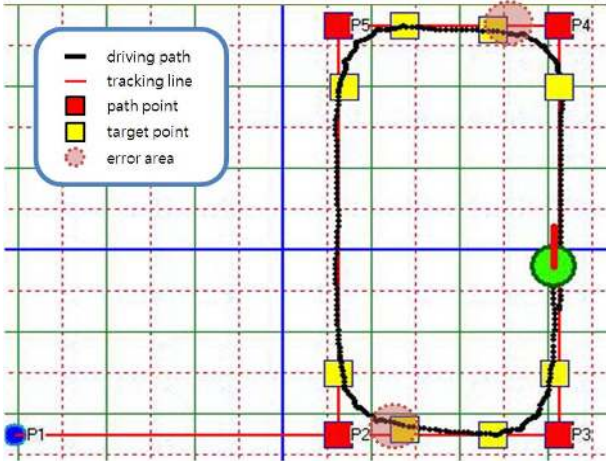 P5
P4
driving path
tracking line
path point
target point
error area
P1
P2
P3